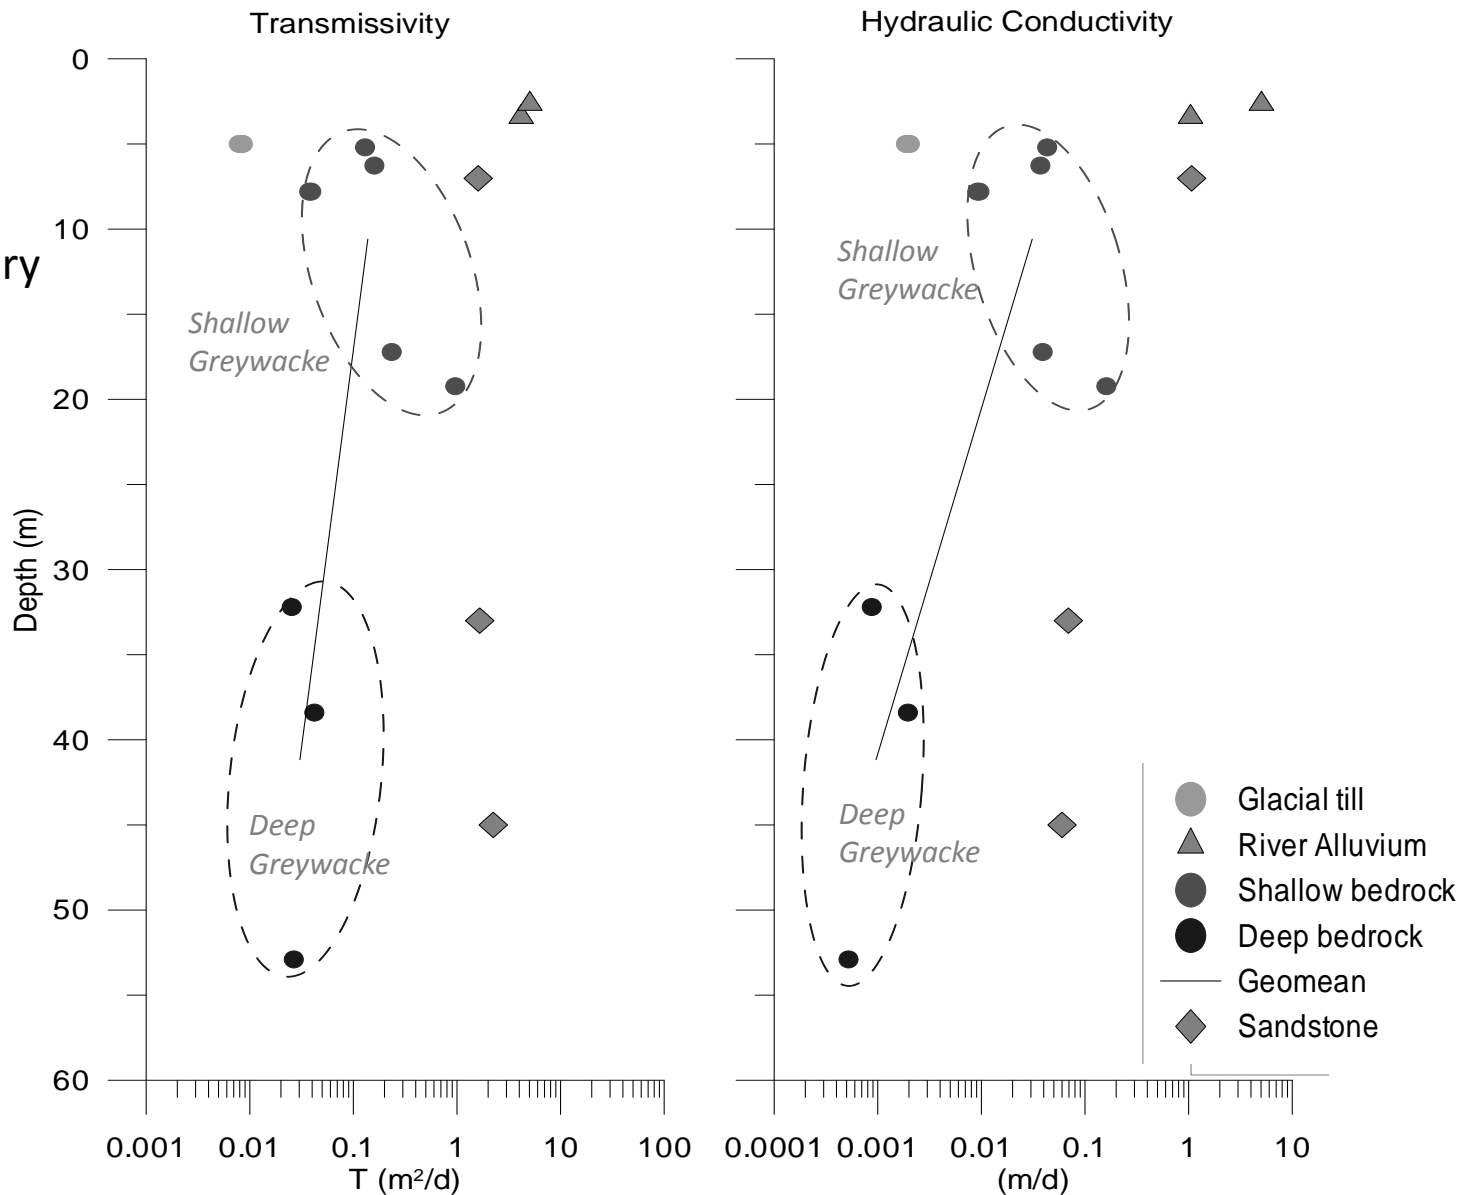 Transmissivity
Hydraulic Conductivity
0
10
20
30
40
50
60
ry
Depth (m)
Shallow
Greywacke
Deep
Greywacke
0.001 0.01 0.1 1 10 100
T (m²/d)
Shallow
Greywacke
Deep
Greywacke
0.0001 0.001 0.01 0.1 1 10
(m/d)
Glacial till
River Alluvium
Shallow bedrock
Deep bedrock
Geomean
Sandstone